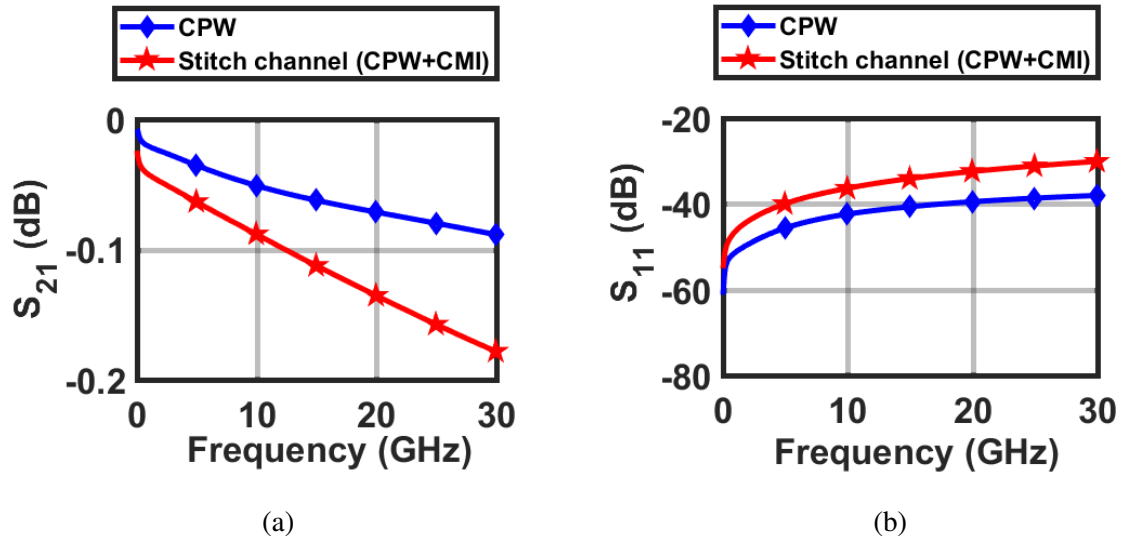 CPW
Stitch channel (CPW+CMI)
0
-0.1
-0.2
S21 (dB)
0 10 20 30
Frequency (GHz)
(a)
CPW
Stitch channel (CPW+CMI)
-20
-40
-60
-80
S11 (dB)
0 10 20 30
Frequency (GHz)
(b)